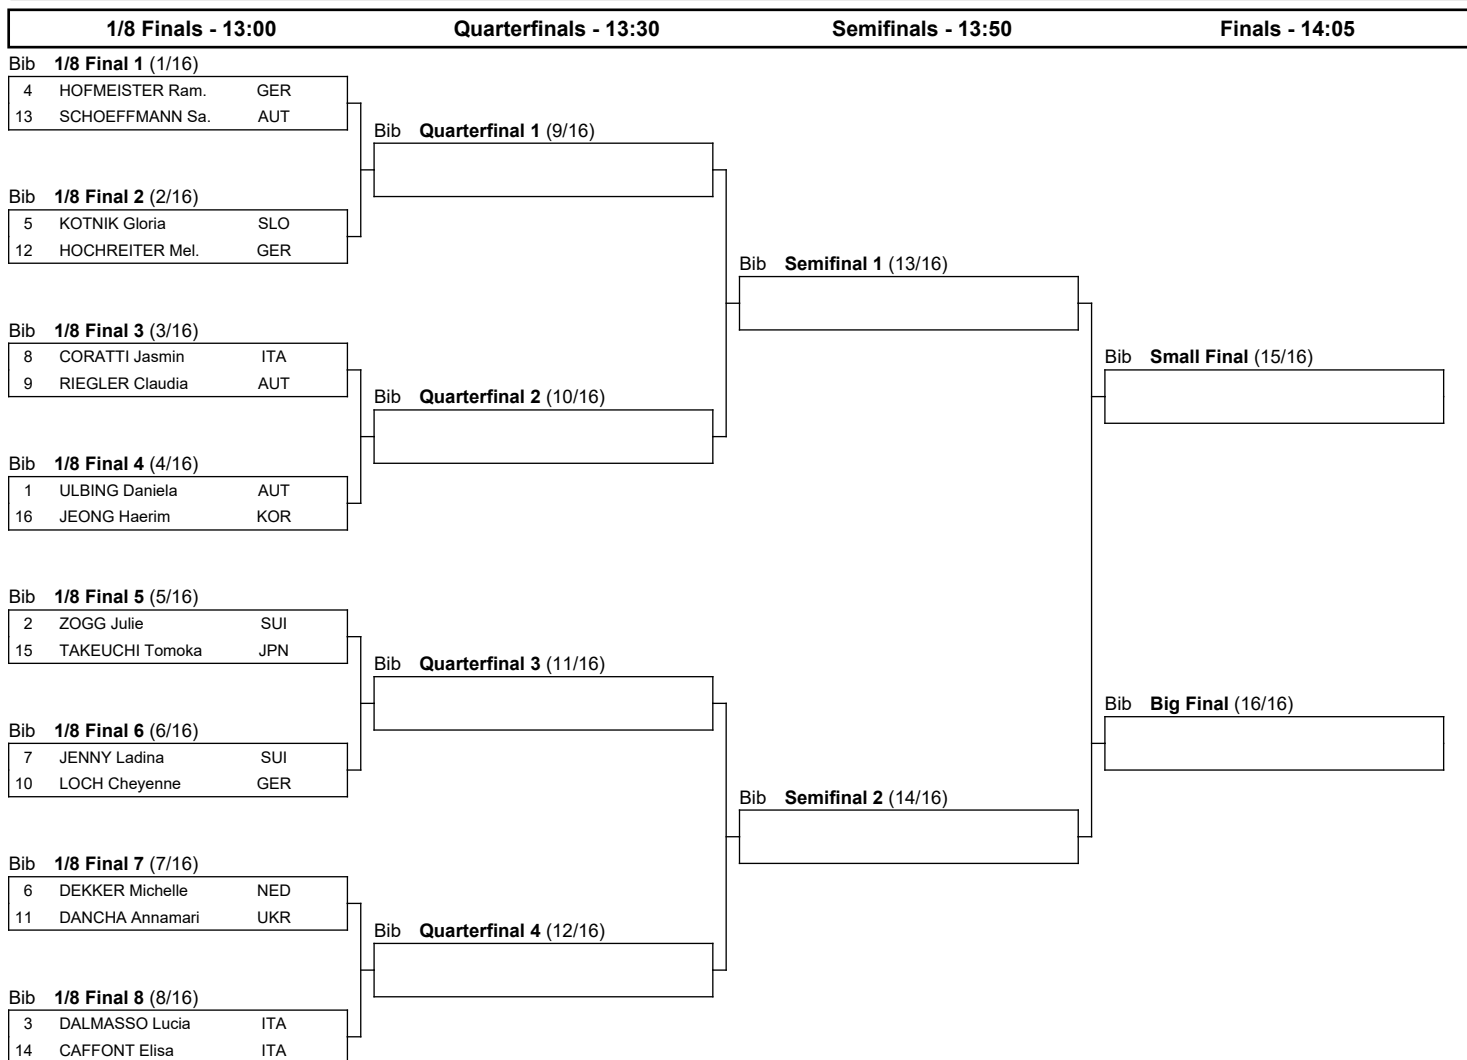 1/8 Finals - 13:00 Quarterfinals - 13:30 Semifinals - 13:50 Finals - 14:05
Bib 1/8 Final 1 (1/16)
4 HOFMEISTER Ram. GER
13 SCHOEFFMANN Sa. AUT
Bib Quarterfinal 1 (9/16)
Bib 1/8 Final 2 (2/16)
5 KOTNIK Gloria SLO
12 HOCHREITER Mel. GER
Bib Semifinal 1 (13/16)
Bib 1/8 Final 3 (3/16)
8 CORATTI Jasmin ITA
9 RIEGLER Claudia AUT
Bib Small Final (15/16)
Bib Quarterfinal 2 (10/16)
Bib 1/8 Final 4 (4/16)
1 ULBING Daniela AUT
16 JEONG Haerim KOR
Bib 1/8 Final 5 (5/16)
2 ZOGG Julie SUI
15 TAKEUCHI Tomoka JPN
Bib Quarterfinal 3 (11/16)
Bib Big Final (16/16)
Bib 1/8 Final 6 (6/16)
7 JENNY Ladina SUI
10 LOCH Cheyenne GER
Bib Semifinal 2 (14/16)
Bib 1/8 Final 7 (7/16)
6 DEKKER Michelle NED
11 DANCHA Annamari UKR
Bib Quarterfinal 4 (12/16)
Bib 1/8 Final 8 (8/16)
3 DALMASSO Lucia ITA
14 CAFFONT Elisa ITA